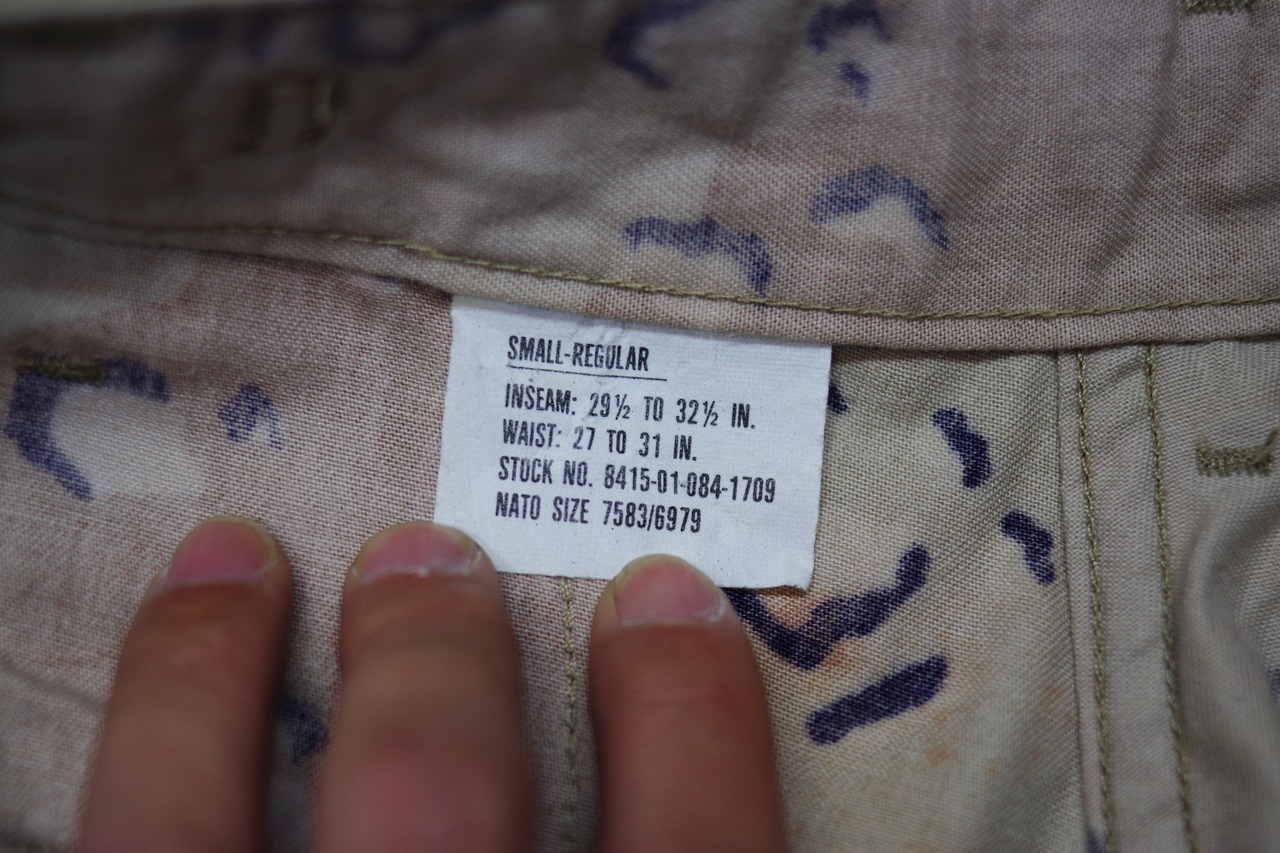 SMALL-REGULAR
INSEAM: 29½ TO 32½ IN.
WAIST: 27 TO 31 IN.
STOCK NO. 8415-01-084-1709
NATO SIZE 7583/6979